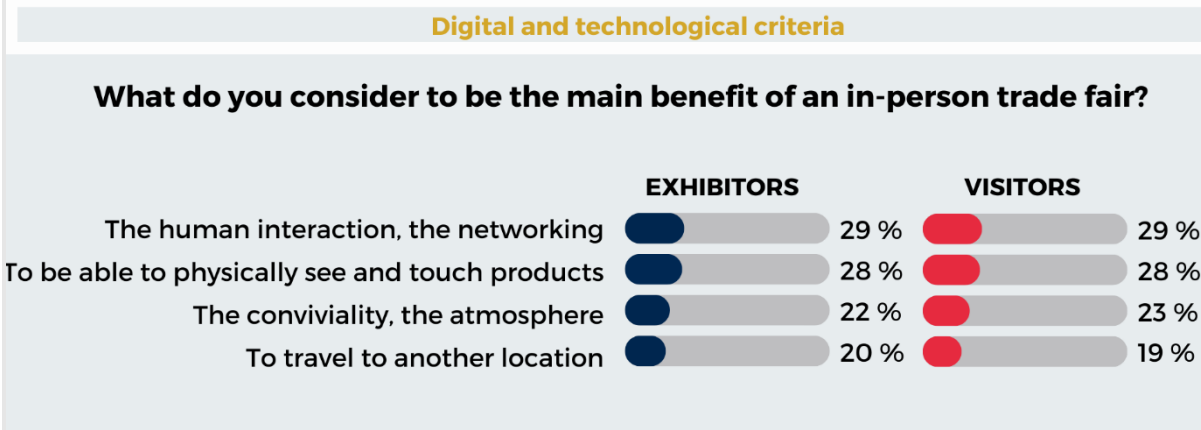 Digital and technological criteria
What do you consider to be the main benefit of an in-person trade fair?
EXHIBITORS VISITORS
The human interaction, the networking 29 % 29 %
To be able to physically see and touch products 28 % 28 %
The conviviality, the atmosphere 22 % 23 %
To travel to another location 20 % 19 %